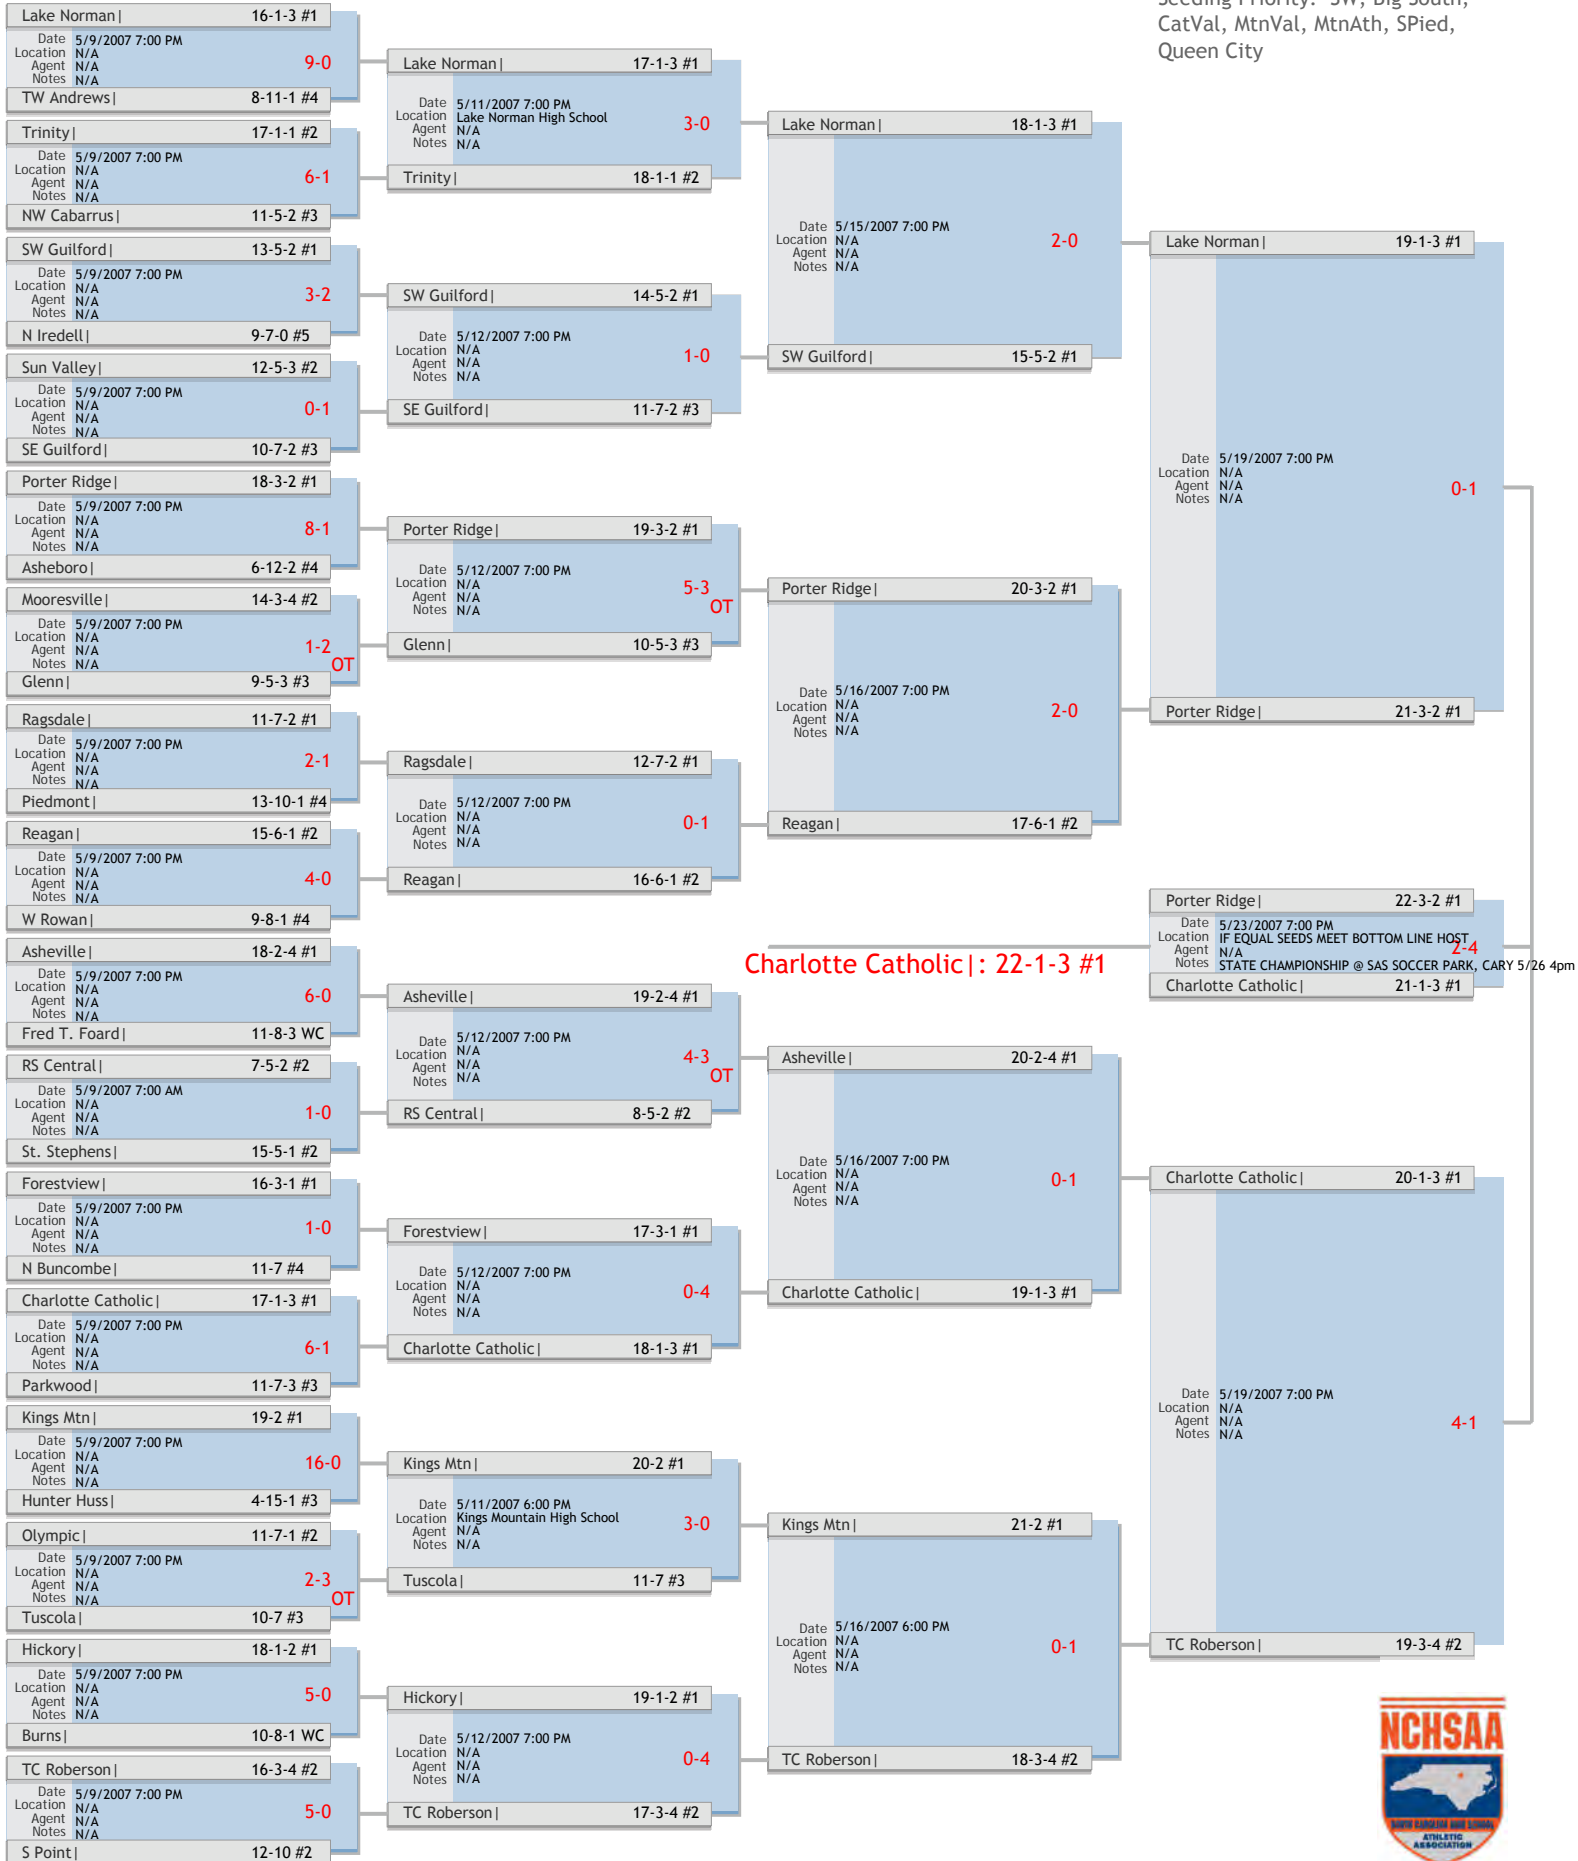 Seeding Priority: SW, Big South,
CatVal, MtnVal, MtnAth, SPied,
Queen City
Lake Norman| 16-1-3 #1
Date 5/9/2007 7:00 PM
Location N/A
Agent N/A
Notes N/A
9-0
TW Andrews| 8-11-1 #4
Trinity| 17-1-1 #2
Date 5/9/2007 7:00 PM
Location N/A
Agent N/A
Notes N/A
6-1
NW Cabarrus| 11-5-2 #3
SW Guilford| 13-5-2 #1
Date 5/9/2007 7:00 PM
Location N/A
Agent N/A
Notes N/A
3-2
N Iredell| 9-7-0 #5
Sun Valley| 12-5-3 #2
Date 5/9/2007 7:00 PM
Location N/A
Agent N/A
Notes N/A
0-1
SE Guilford| 10-7-2 #3
Porter Ridge| 18-3-2 #1
Date 5/9/2007 7:00 PM
Location N/A
Agent N/A
Notes N/A
8-1
Asheboro| 6-12-2 #4
Mooresville| 14-3-4 #2
Date 5/9/2007 7:00 PM
Location N/A
Agent N/A
Notes N/A
1-2
OT
Glenn| 9-5-3 #3
Ragsdale| 11-7-2 #1
Date 5/9/2007 7:00 PM
Location N/A
Agent N/A
Notes N/A
2-1
Piedmont| 13-10-1 #4
Reagan| 15-6-1 #2
Date 5/9/2007 7:00 PM
Location N/A
Agent N/A
Notes N/A
4-0
W Rowan| 9-8-1 #4
Asheville| 18-2-4 #1
Date 5/9/2007 7:00 PM
Location N/A
Agent N/A
Notes N/A
6-0
Fred T. Foard| 11-8-3 WC
RS Central| 7-5-2 #2
Date 5/9/2007 7:00 AM
Location N/A
Agent N/A
Notes N/A
1-0
St. Stephens| 15-5-1 #2
Forestview| 16-3-1 #1
Date 5/9/2007 7:00 PM
Location N/A
Agent N/A
Notes N/A
1-0
N Buncombe| 11-7 #4
Charlotte Catholic| 17-1-3 #1
Date 5/9/2007 7:00 PM
Location N/A
Agent N/A
Notes N/A
6-1
Parkwood| 11-7-3 #3
Kings Mtn| 19-2 #1
Date 5/9/2007 7:00 PM
Location N/A
Agent N/A
Notes N/A
16-0
Hunter Huss| 4-15-1 #3
Olympic| 11-7-1 #2
Date 5/9/2007 7:00 PM
Location N/A
Agent N/A
Notes N/A
2-3
OT
Tuscola| 10-7 #3
Hickory| 18-1-2 #1
Date 5/9/2007 7:00 PM
Location N/A
Agent N/A
Notes N/A
5-0
Burns| 10-8-1 WC
TC Roberson| 16-3-4 #2
Date 5/9/2007 7:00 PM
Location N/A
Agent N/A
Notes N/A
5-0
S Point| 12-10 #2
Lake Norman| 17-1-3 #1
Date 5/11/2007 7:00 PM
Location Lake Norman High School
Agent N/A
Notes N/A
3-0
Trinity| 18-1-1 #2
SW Guilford| 14-5-2 #1
Date 5/12/2007 7:00 PM
Location N/A
Agent N/A
Notes N/A
1-0
SE Guilford| 11-7-2 #3
Porter Ridge| 19-3-2 #1
Date 5/12/2007 7:00 PM
Location N/A
Agent N/A
Notes N/A
5-3
OT
Glenn| 10-5-3 #3
Ragsdale| 12-7-2 #1
Date 5/12/2007 7:00 PM
Location N/A
Agent N/A
Notes N/A
0-1
Reagan| 16-6-1 #2
Asheville| 19-2-4 #1
Date 5/12/2007 7:00 PM
Location N/A
Agent N/A
Notes N/A
4-3
OT
RS Central| 8-5-2 #2
Forestview| 17-3-1 #1
Date 5/12/2007 7:00 PM
Location N/A
Agent N/A
Notes N/A
0-4
Charlotte Catholic| 18-1-3 #1
Kings Mtn| 20-2 #1
Date 5/11/2007 6:00 PM
Location Kings Mountain High School
Agent N/A
Notes N/A
3-0
Tuscola| 11-7 #3
Hickory| 19-1-2 #1
Date 5/12/2007 7:00 PM
Location N/A
Agent N/A
Notes N/A
0-4
TC Roberson| 17-3-4 #2
Lake Norman| 18-1-3 #1
Date 5/15/2007 7:00 PM
Location N/A
Agent N/A
Notes N/A
2-0
SW Guilford| 15-5-2 #1
Porter Ridge| 20-3-2 #1
Date 5/16/2007 7:00 PM
Location N/A
Agent N/A
Notes N/A
2-0
Reagan| 17-6-1 #2
Charlotte Catholic|: 22-1-3 #1
Asheville| 20-2-4 #1
Date 5/16/2007 7:00 PM
Location N/A
Agent N/A
Notes N/A
0-1
Charlotte Catholic| 19-1-3 #1
Kings Mtn| 21-2 #1
Date 5/16/2007 6:00 PM
Location N/A
Agent N/A
Notes N/A
0-1
TC Roberson| 18-3-4 #2
Lake Norman| 19-1-3 #1
Date 5/19/2007 7:00 PM
Location N/A
Agent N/A
Notes N/A
0-1
Porter Ridge| 21-3-2 #1
Porter Ridge| 22-3-2 #1
Date 5/23/2007 7:00 PM
Location IF EQUAL SEEDS MEET BOTTOM LINE HOST
Agent N/A
Notes STATE CHAMPIONSHIP @ SAS SOCCER PARK, CARY 5/26 4pm
2-4
Charlotte Catholic| 21-1-3 #1
Charlotte Catholic| 20-1-3 #1
Date 5/19/2007 7:00 PM
Location N/A
Agent N/A
Notes N/A
4-1
TC Roberson| 19-3-4 #2
NCHSAA
NORTH CAROLINA HIGH SCHOOL
ATHLETIC
ASSOCIATION